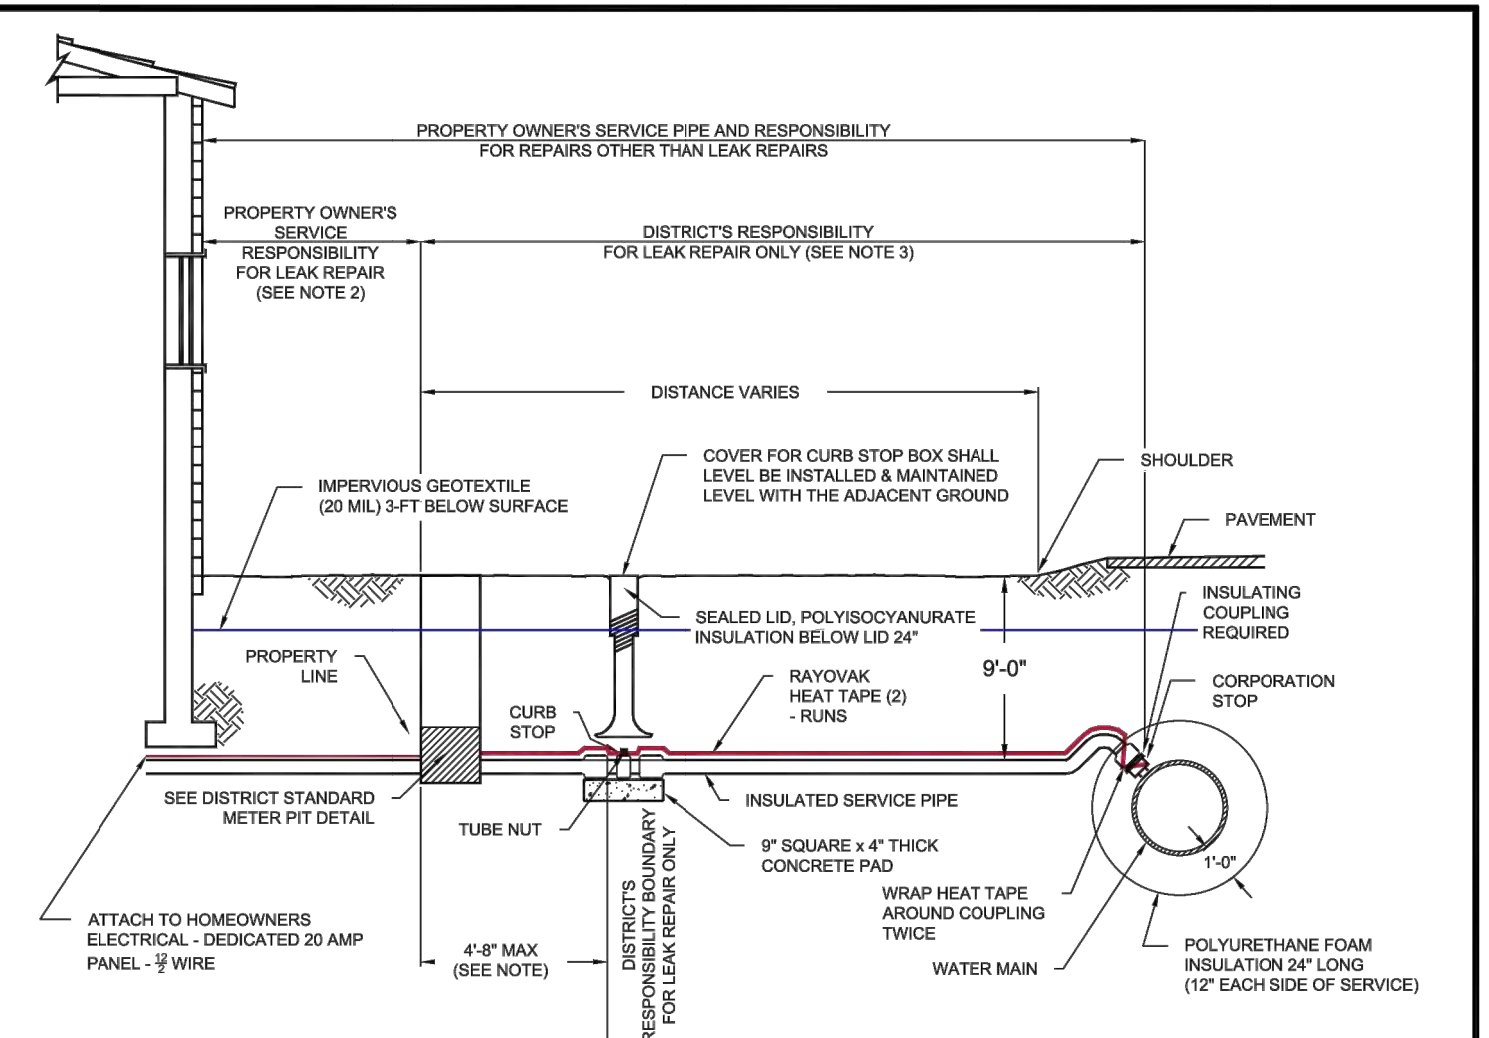 PROPERTY OWNER'S SERVICE PIPE AND RESPONSIBILITY
FOR REPAIRS OTHER THAN LEAK REPAIRS
PROPERTY OWNER'S
SERVICE
RESPONSIBILITY
FOR LEAK REPAIR
(SEE NOTE 2)
DISTRICT'S RESPONSIBILITY
FOR LEAK REPAIR ONLY (SEE NOTE 3)
DISTANCE VARIES
COVER FOR CURB STOP BOX SHALL
LEVEL BE INSTALLED & MAINTAINED
LEVEL WITH THE ADJACENT GROUND
SHOULDER
IMPERVIOUS GEOTEXTILE
(20 MIL) 3-FT BELOW SURFACE
PAVEMENT
INSULATING
COUPLING
REQUIRED
SEALED LID, POLYISOCYANURATE
INSULATION BELOW LID 24"
PROPERTY
LINE
RAYOVAK
HEAT TAPE (2)
- RUNS
9'-0"
CORPORATION
STOP
CURB
STOP
SEE DISTRICT STANDARD
METER PIT DETAIL
INSULATED SERVICE PIPE
TUBE NUT
9" SQUARE x 4" THICK
CONCRETE PAD
1'-0"
WRAP HEAT TAPE
AROUND COUPLING
TWICE
ATTACH TO HOMEOWNERS
ELECTRICAL - DEDICATED 20 AMP
PANEL - 12/2 WIRE
4'-8" MAX
(SEE NOTE)
DISTRICT'S
RESPONSIBILITY BOUNDARY
FOR LEAK REPAIR ONLY
WATER MAIN
POLYURETHANE FOAM
INSULATION 24" LONG
(12" EACH SIDE OF SERVICE)